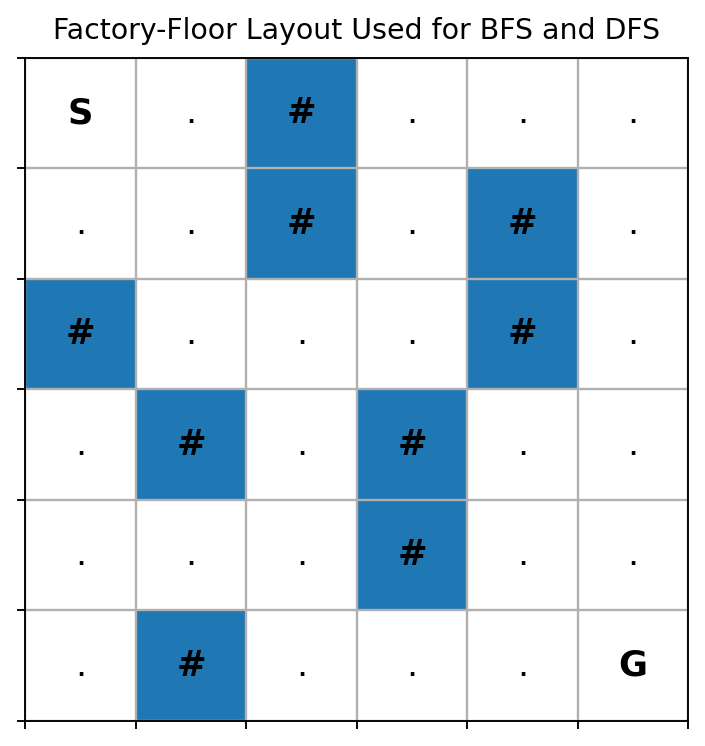 Factory-Floor Layout Used for BFS and DFS
S . # . . .
. . # . # .
# . . . # .
. # . # . .
. . . # . .
. # . . . G